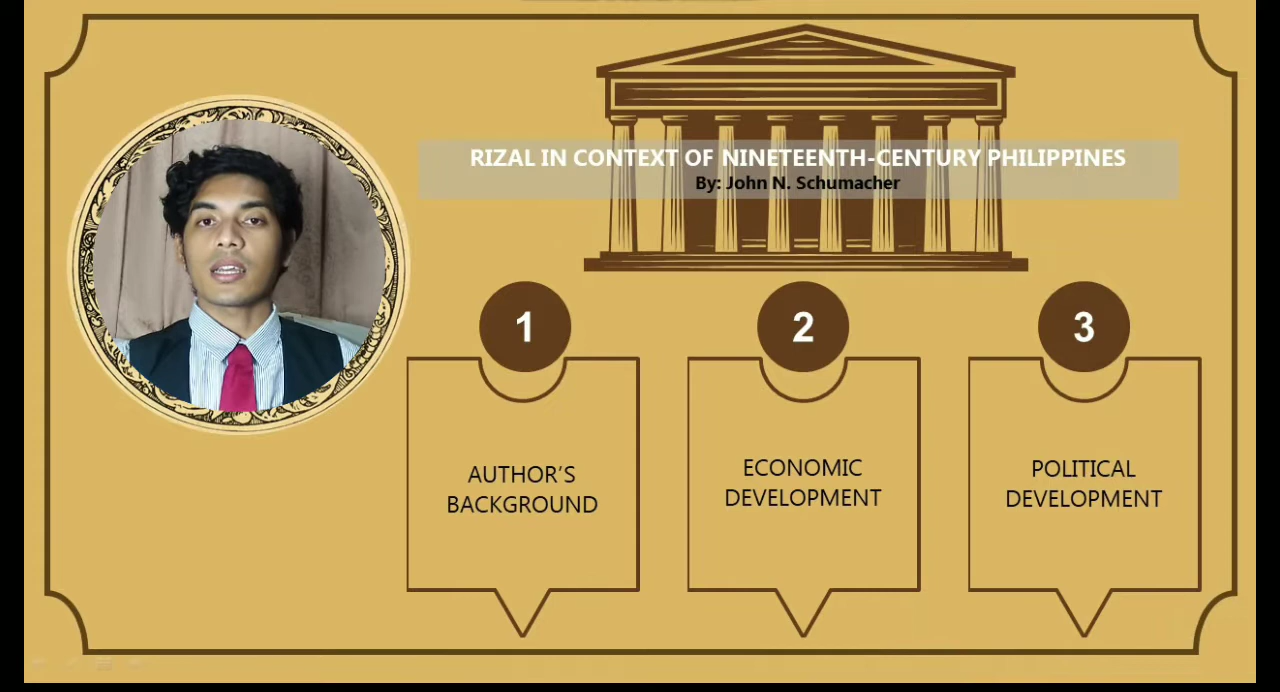 RIZAL IN CONTEXT OF NINETEENTH-CENTURY PHILIPPINES
By: John N. Schumacher
1
2
3
AUTHOR'S
BACKGROUND
ECONOMIC
DEVELOPMENT
POLITICAL
DEVELOPMENT